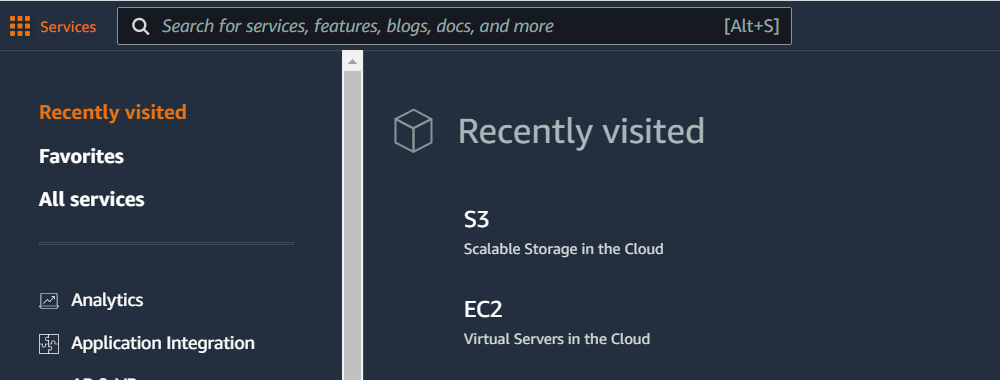 Services
Search for services, features, blogs, docs, and more
[Alt+S]
Recently visited
Favorites
All services
Analytics
Application Integration
Recently visited
S3
Scalable Storage in the Cloud
EC2
Virtual Servers in the Cloud